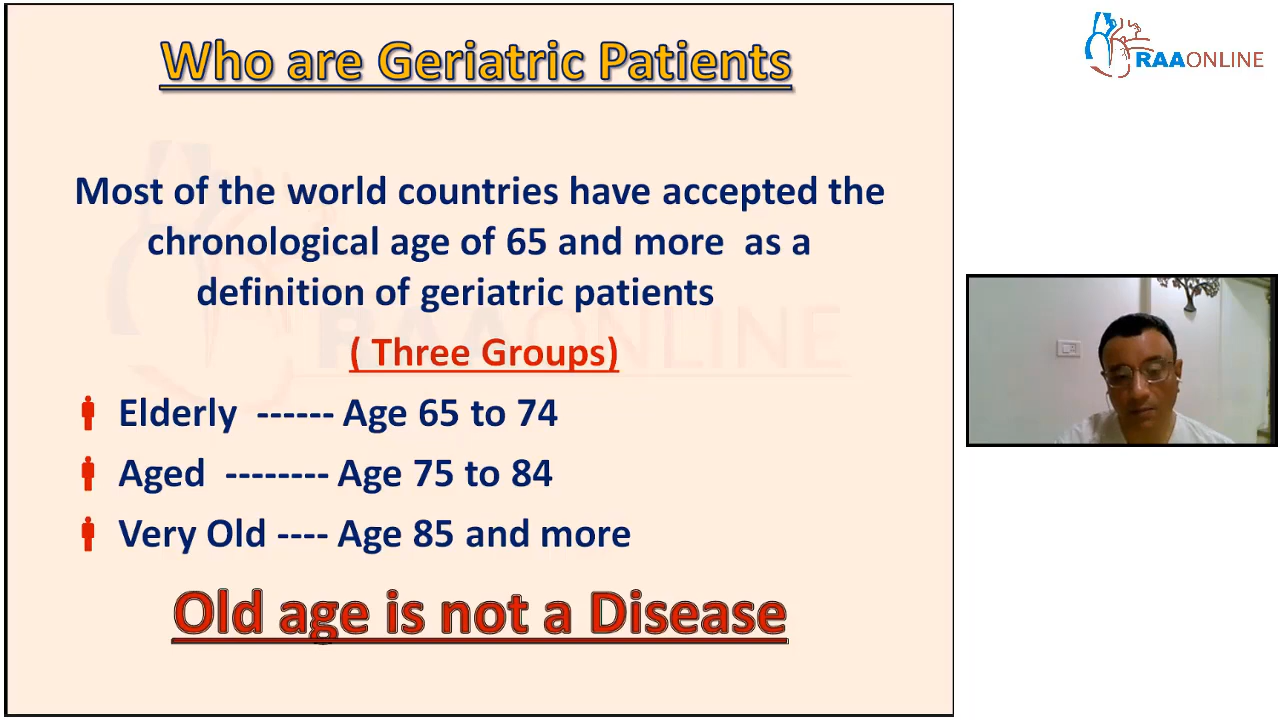 Who are Geriatric Patients
RAAONLINE
Most of the world countries have accepted the
chronological age of 65 and more as a
definition of geriatric patients
( Three Groups)
Elderly ------ Age 65 to 74
Aged -------- Age 75 to 84
Very Old ---- Age 85 and more
Old age is not a Disease
RAAONLINE